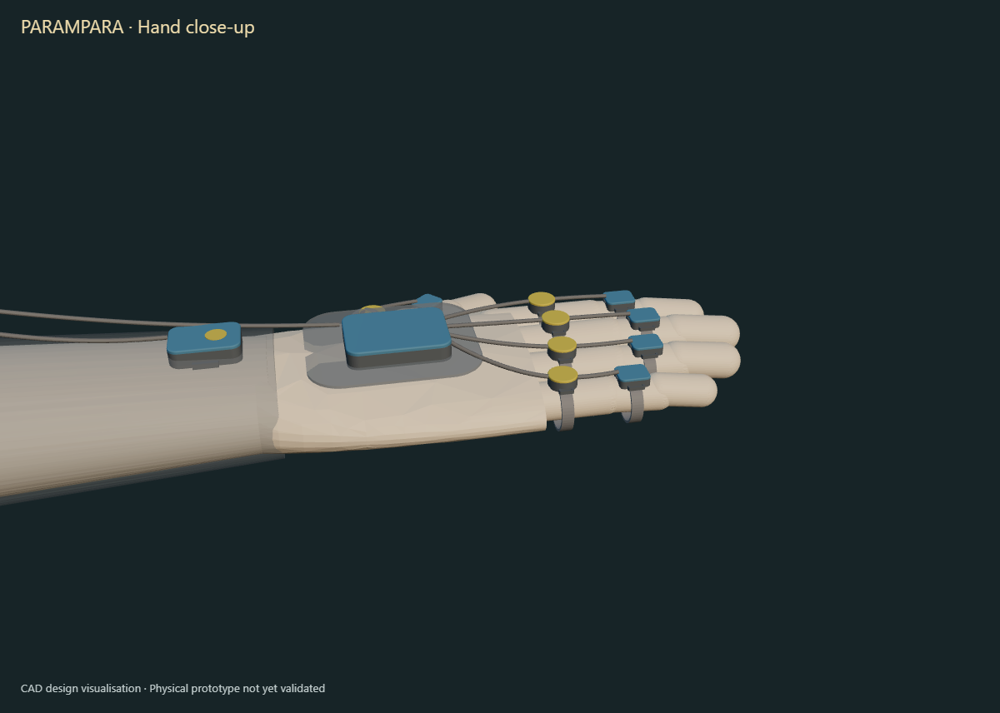 PARAMPARA · Hand close-up
CAD design visualisation · Physical prototype not yet validated